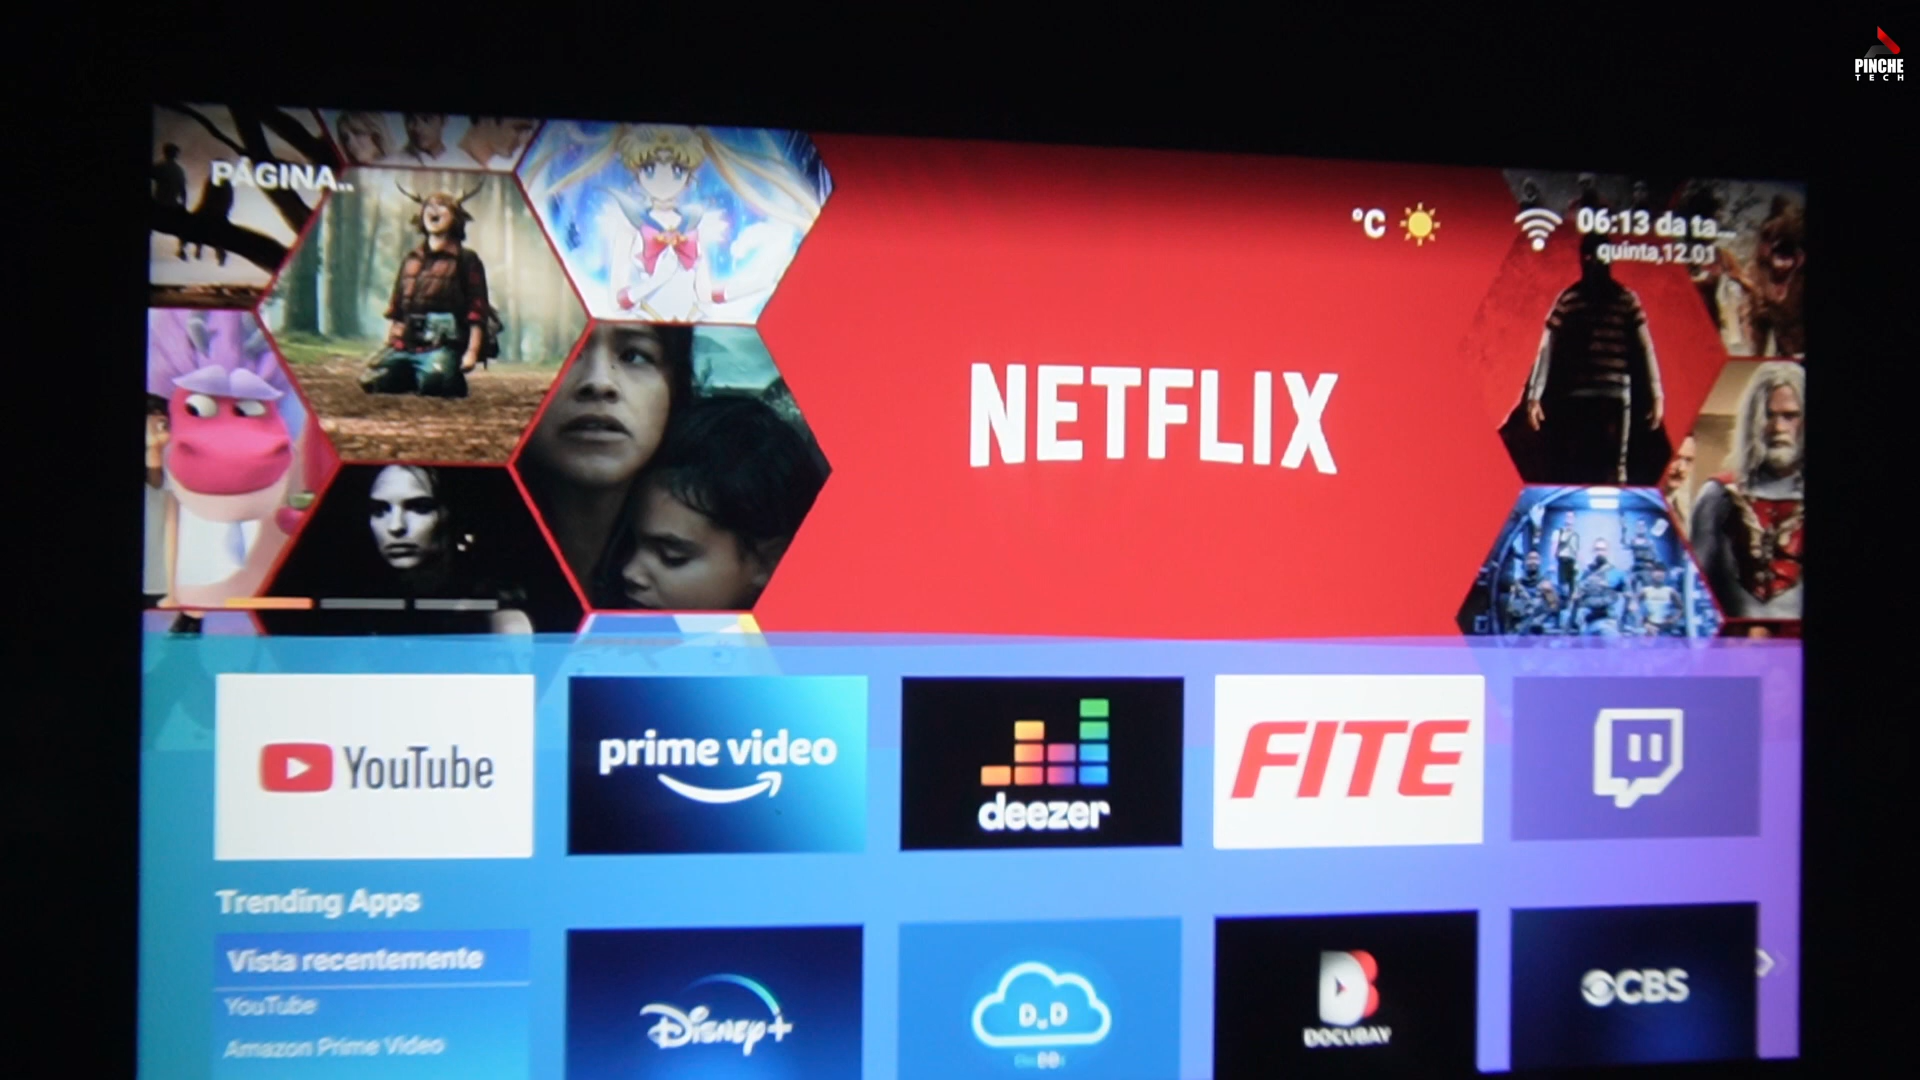 PINCHE
TECH
PÁGINA..
°C
06:13 da ta...
quinta,12.01
NETFLIX
YouTube
prime video
deezer
FITE
Trending Apps
Vista recentemente
YouTube
Amazon Prime Video
Disney+
D D
DOCUBAY
CBS